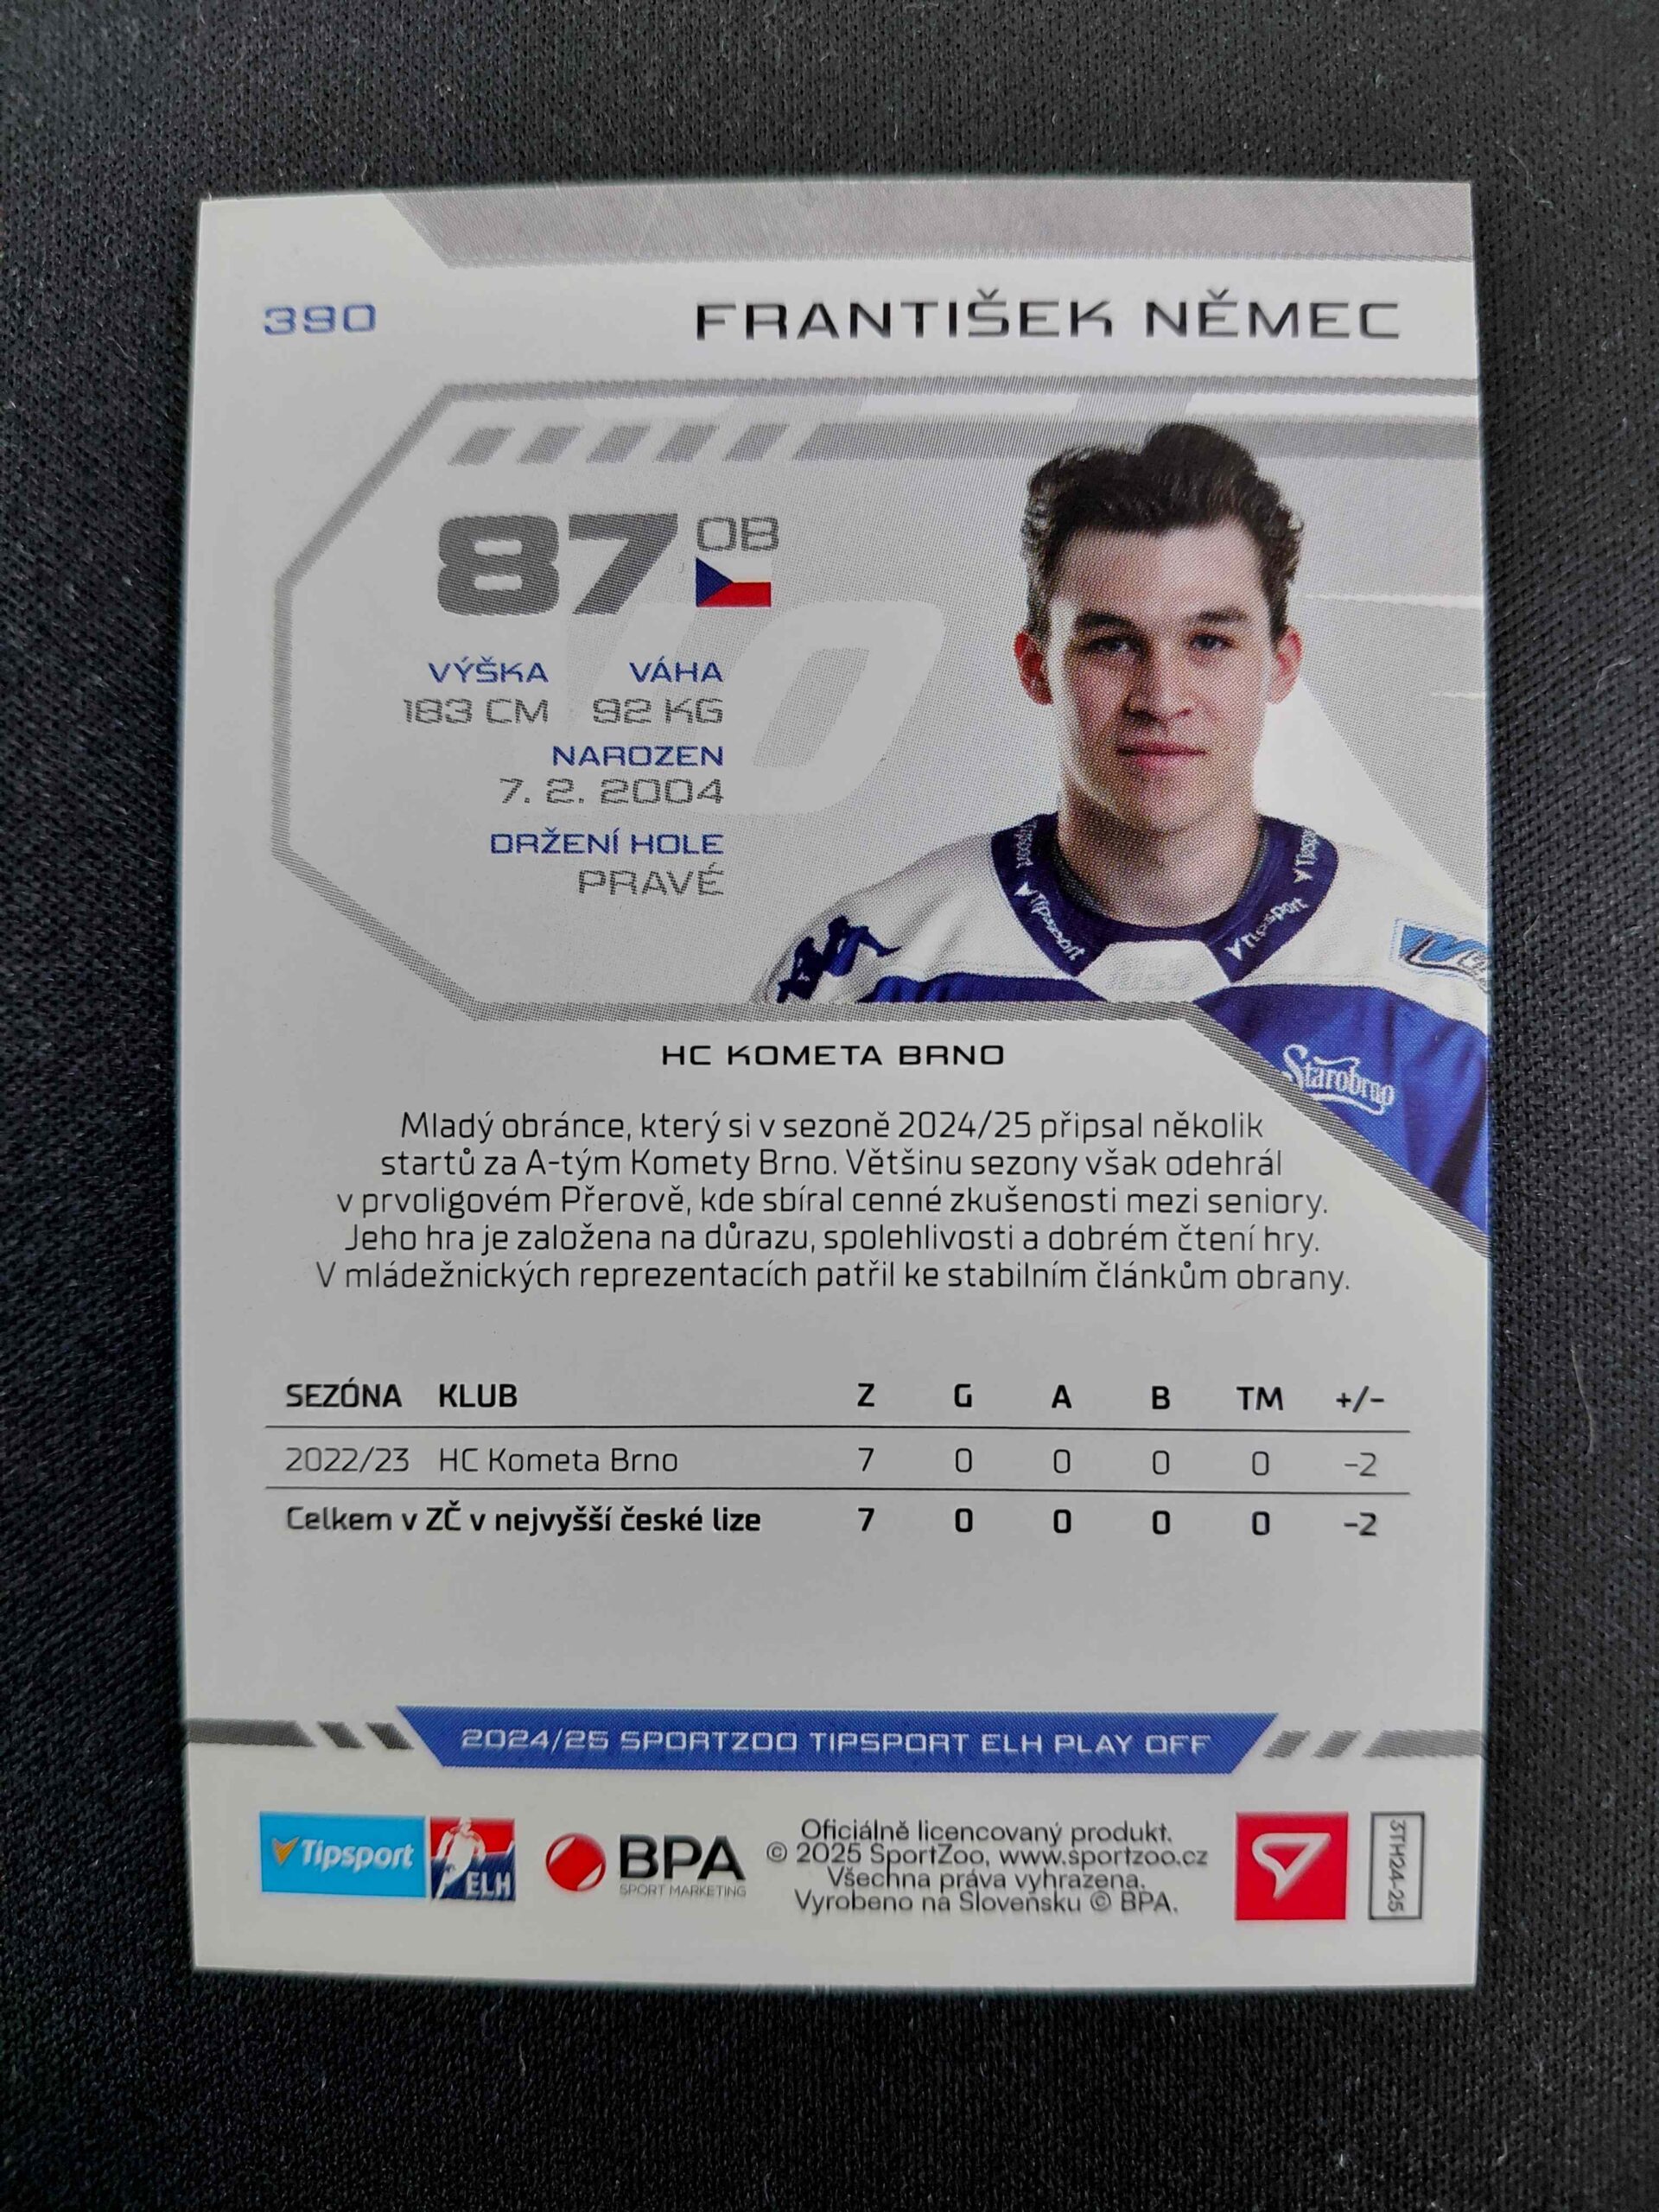 390
FRANTIŠEK NĚMEC
87 OB
VÝŠKA VÁHA
183 CM 92 KG
NAROZEN
7. 2. 2004
DRŽENÍ HOLE
PRAVÉ
Tipsport
Tipsport
Tipsport
Tipsport
Starobrno
HC KOMETA BRNO
Mladý obránce, který si v sezoně 2024/25 připsal několik
startů za A-tým Komety Brno. Většinu sezony však odehrál
v prvoligovém Přerově, kde sbíral cenné zkušenosti mezi seniory.
Jeho hra je založena na důrazu, spolehlivosti a dobrém čtení hry.
V mládežnických reprezentacích patřil ke stabilním článkům obrany.
SEZÓNA KLUB Z G A B TM +/-
2022/23 HC Kometa Brno 7 0 0 0 0 -2
Celkem v ZČ v nejvyšší české lize 7 0 0 0 0 -2
2024/25 SPORTZOO TIPSPORT ELH PLAY OFF
Tipsport ELH
BPA
SPORT MARKETING
Oficiálně licencovaný produkt.
© 2025 SportZoo, www.sportzoo.cz
Všechna práva vyhrazena.
Vyrobeno na Slovensku © BPA.
3TH24-25